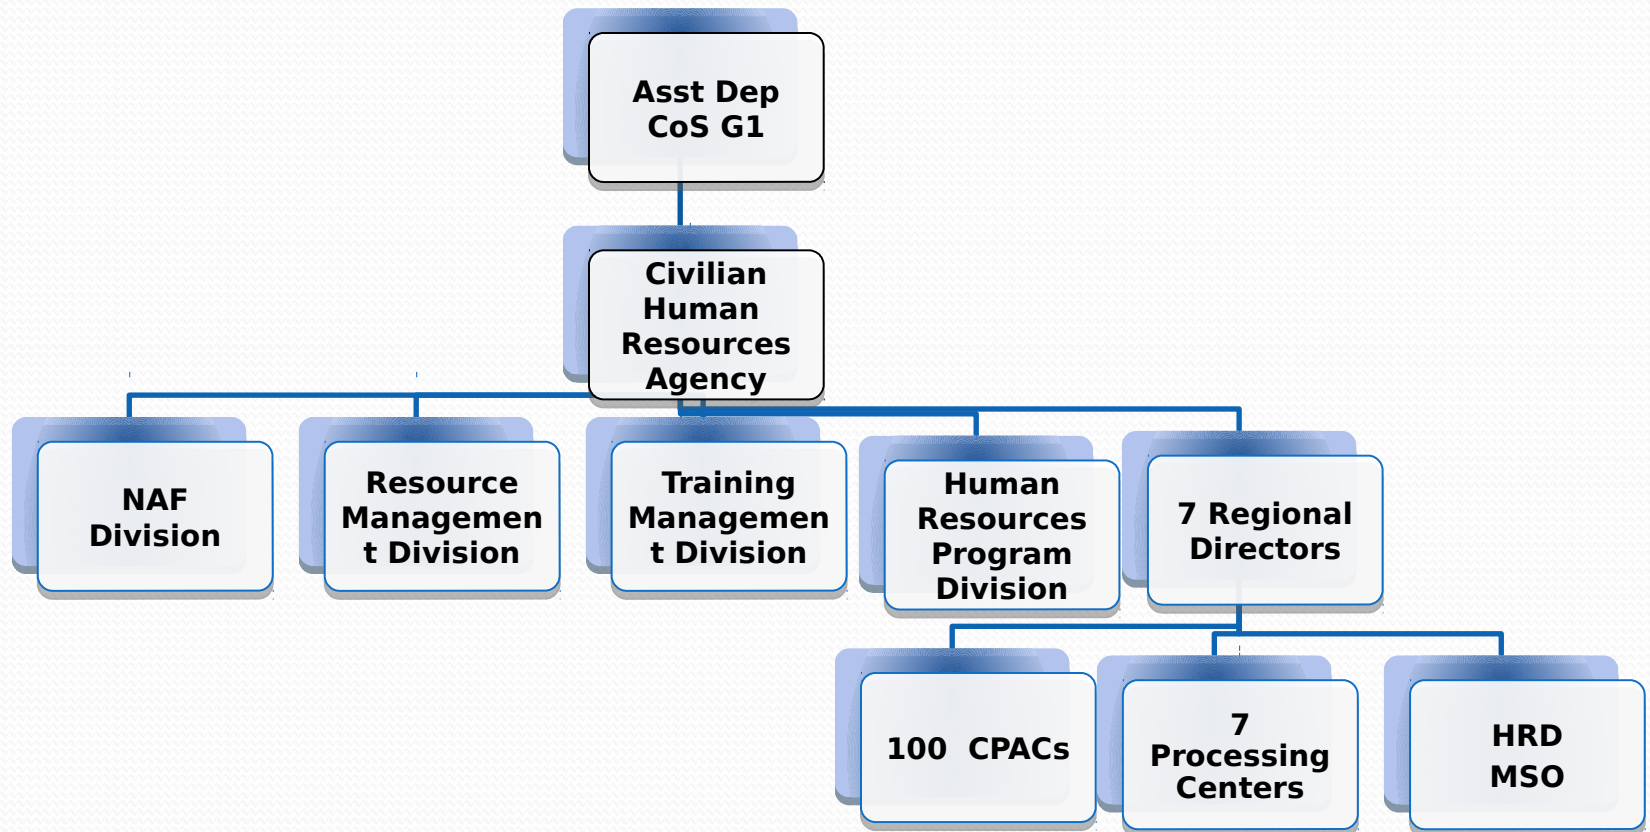 Asst Dep
CoS G1
Civilian
Human
Resources
Agency
NAF
Division
Resource
Managemen
t Division
Training
Managemen
t Division
Human
Resources
Program
Division
7 Regional
Directors
100  CPACs
7
Processing
Centers
HRD
MSO